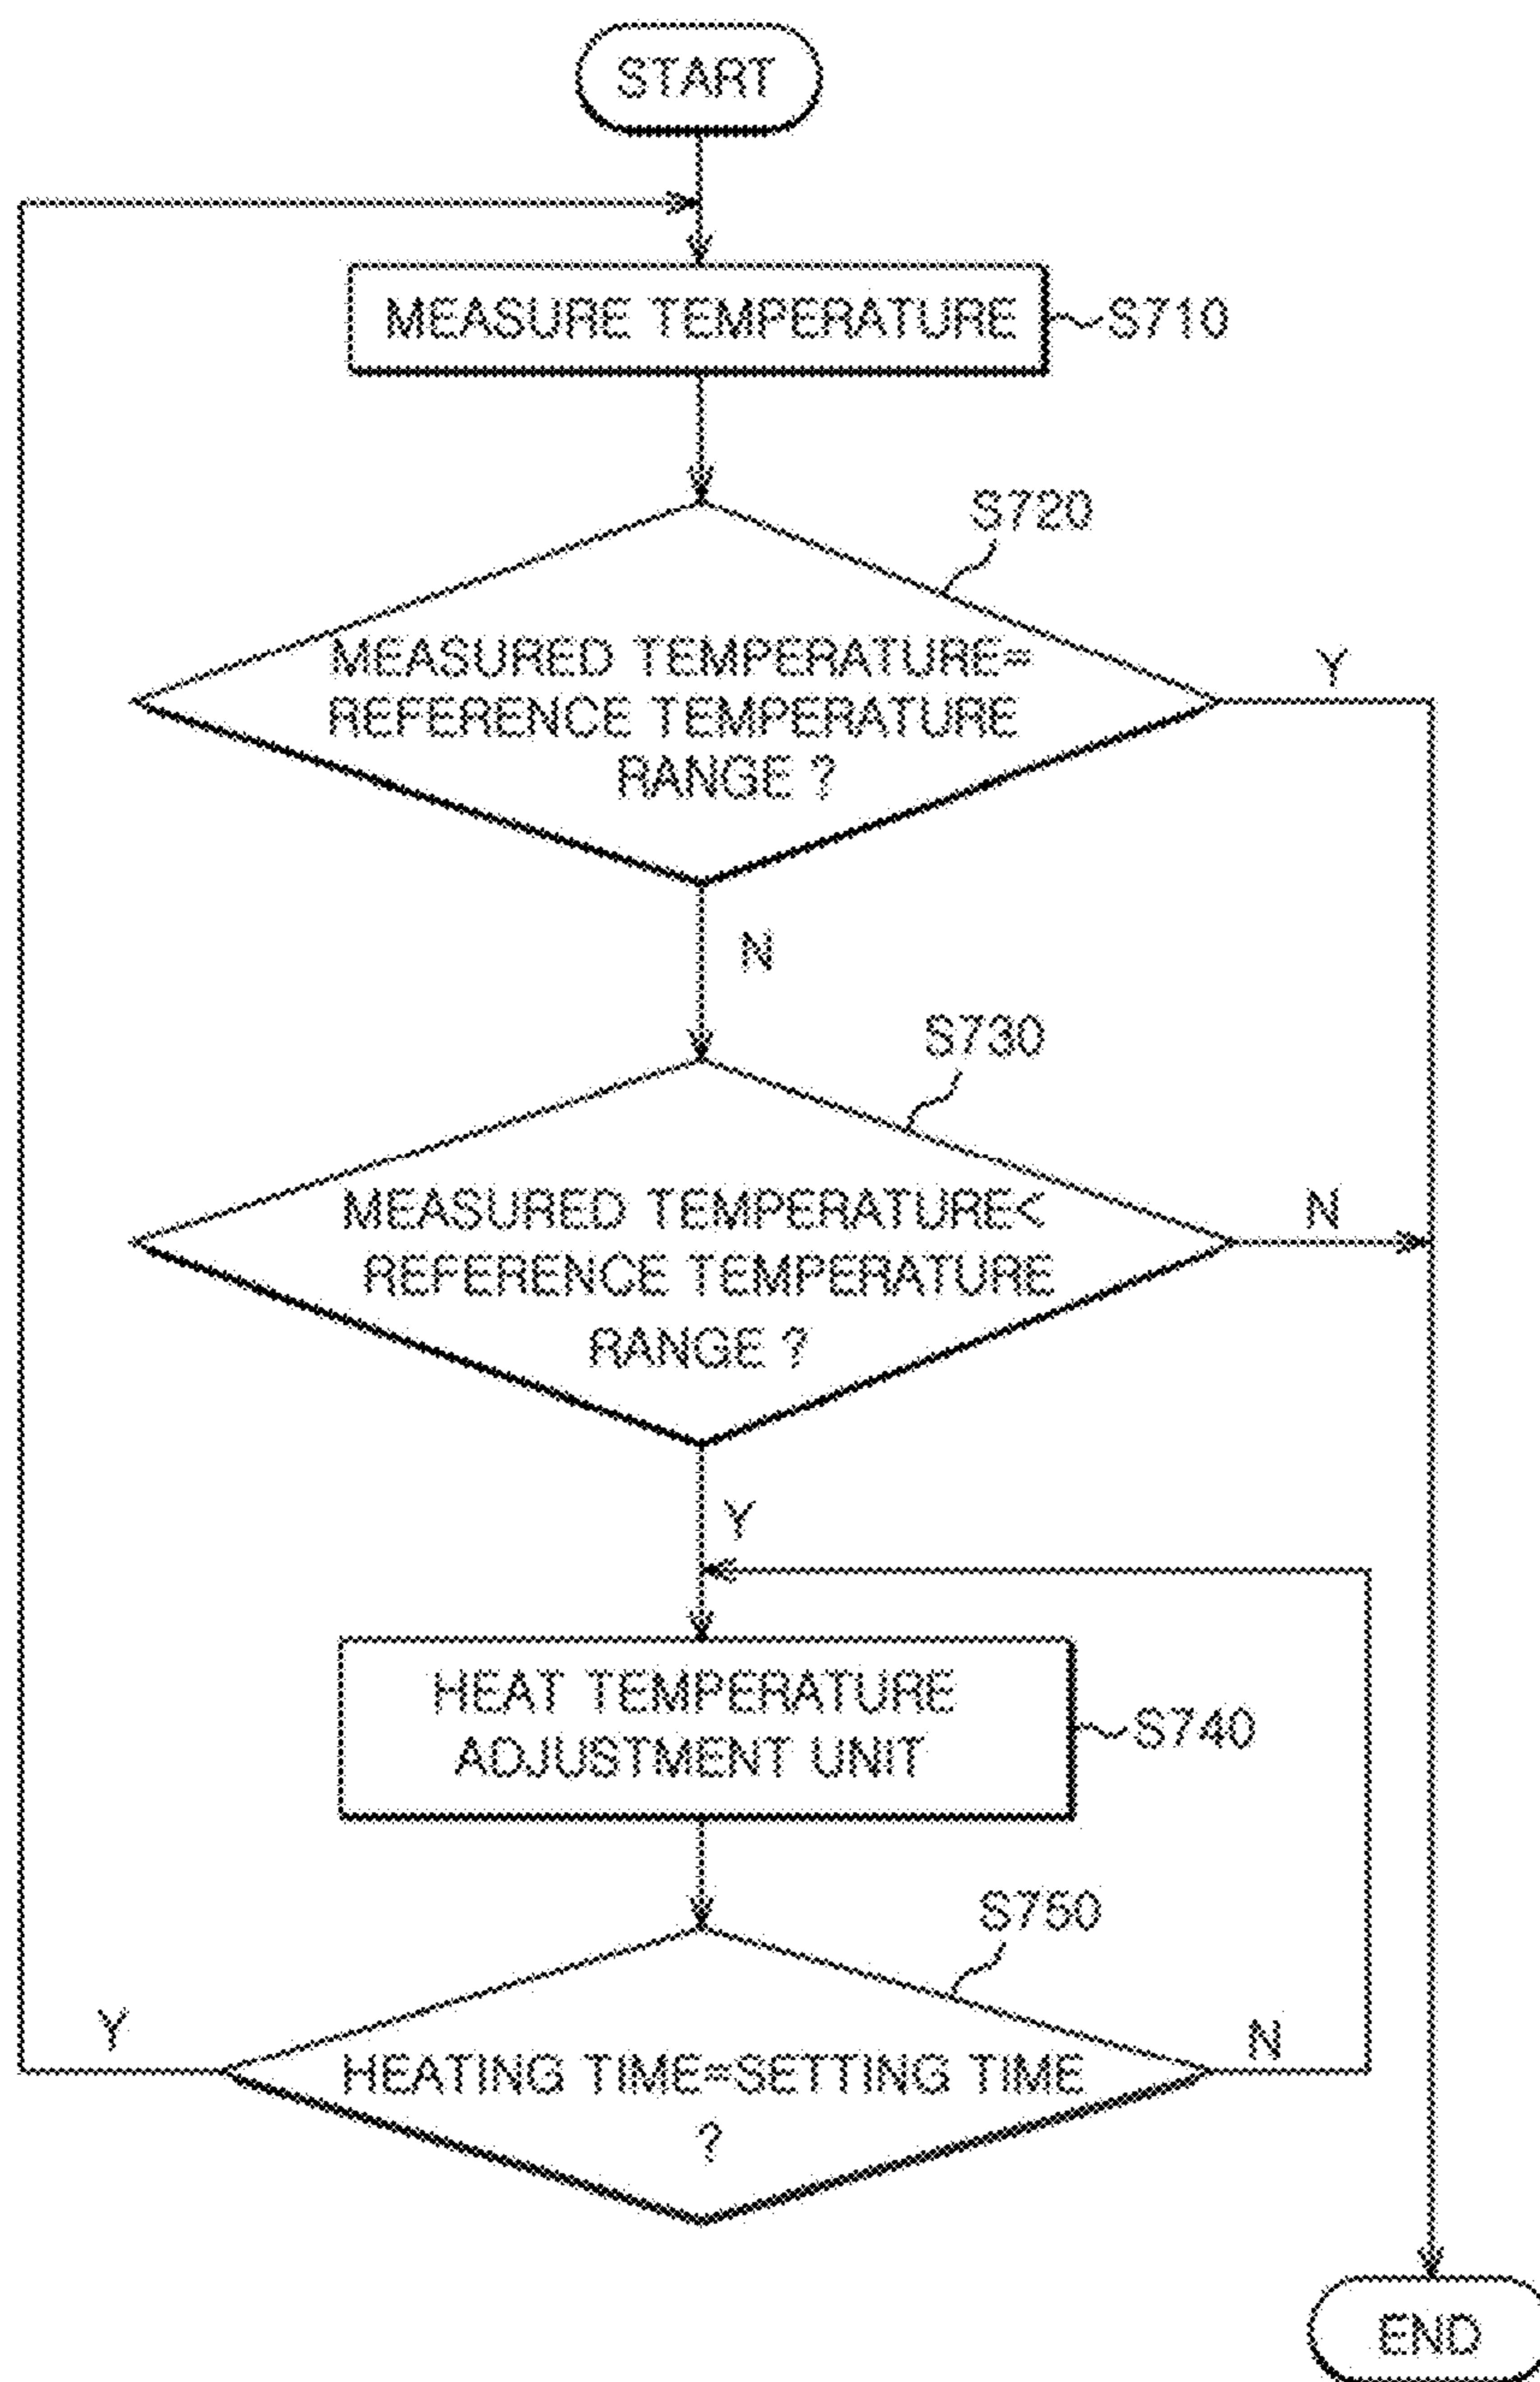 START
MEASURE TEMPERATURE
S710
S720
MEASURED TEMPERATURE=
REFERENCE TEMPERATURE
RANGE ?
Y
N
S730
MEASURED TEMPERATURE<
REFERENCE TEMPERATURE
RANGE ?
N
Y
HEAT TEMPERATURE
ADJUSTMENT UNIT
S740
S750
HEATING TIME=SETTING TIME
?
Y
N
END